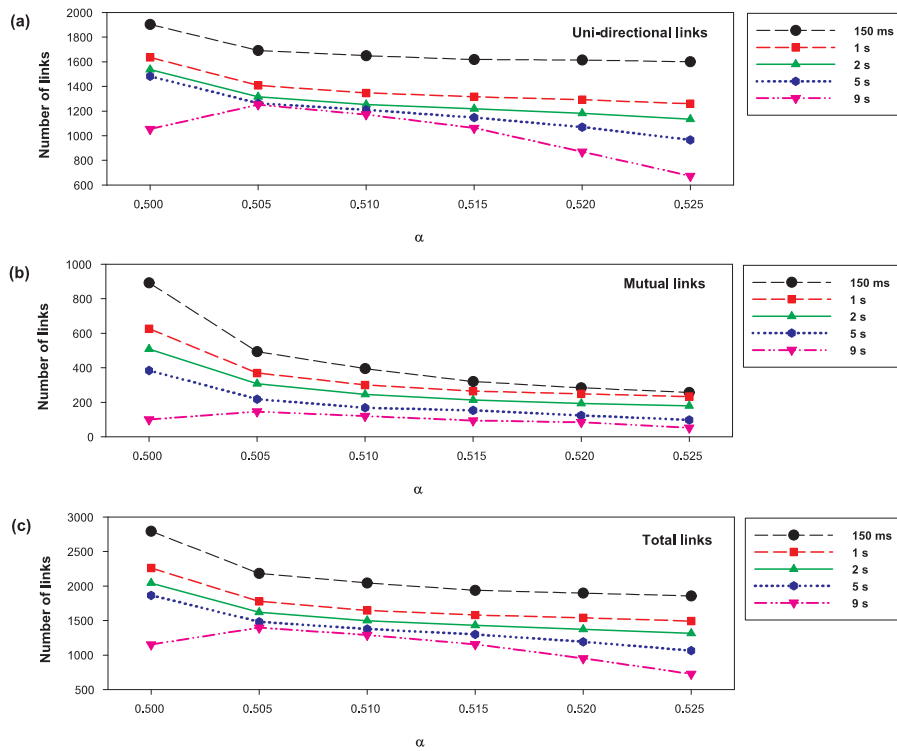 (a)
Uni-directional links
Number of links
2000
1800
1600
1400
1200
1000
800
600
0.500 0.505 0.510 0.515 0.520 0.525
α
150 ms
1 s
2 s
5 s
9 s
(b)
Mutual links
Number of links
1000
800
600
400
200
0
0.500 0.505 0.510 0.515 0.520 0.525
α
150 ms
1 s
2 s
5 s
9 s
(c)
Total links
Number of links
3000
2500
2000
1500
1000
500
0.500 0.505 0.510 0.515 0.520 0.525
α
150 ms
1 s
2 s
5 s
9 s